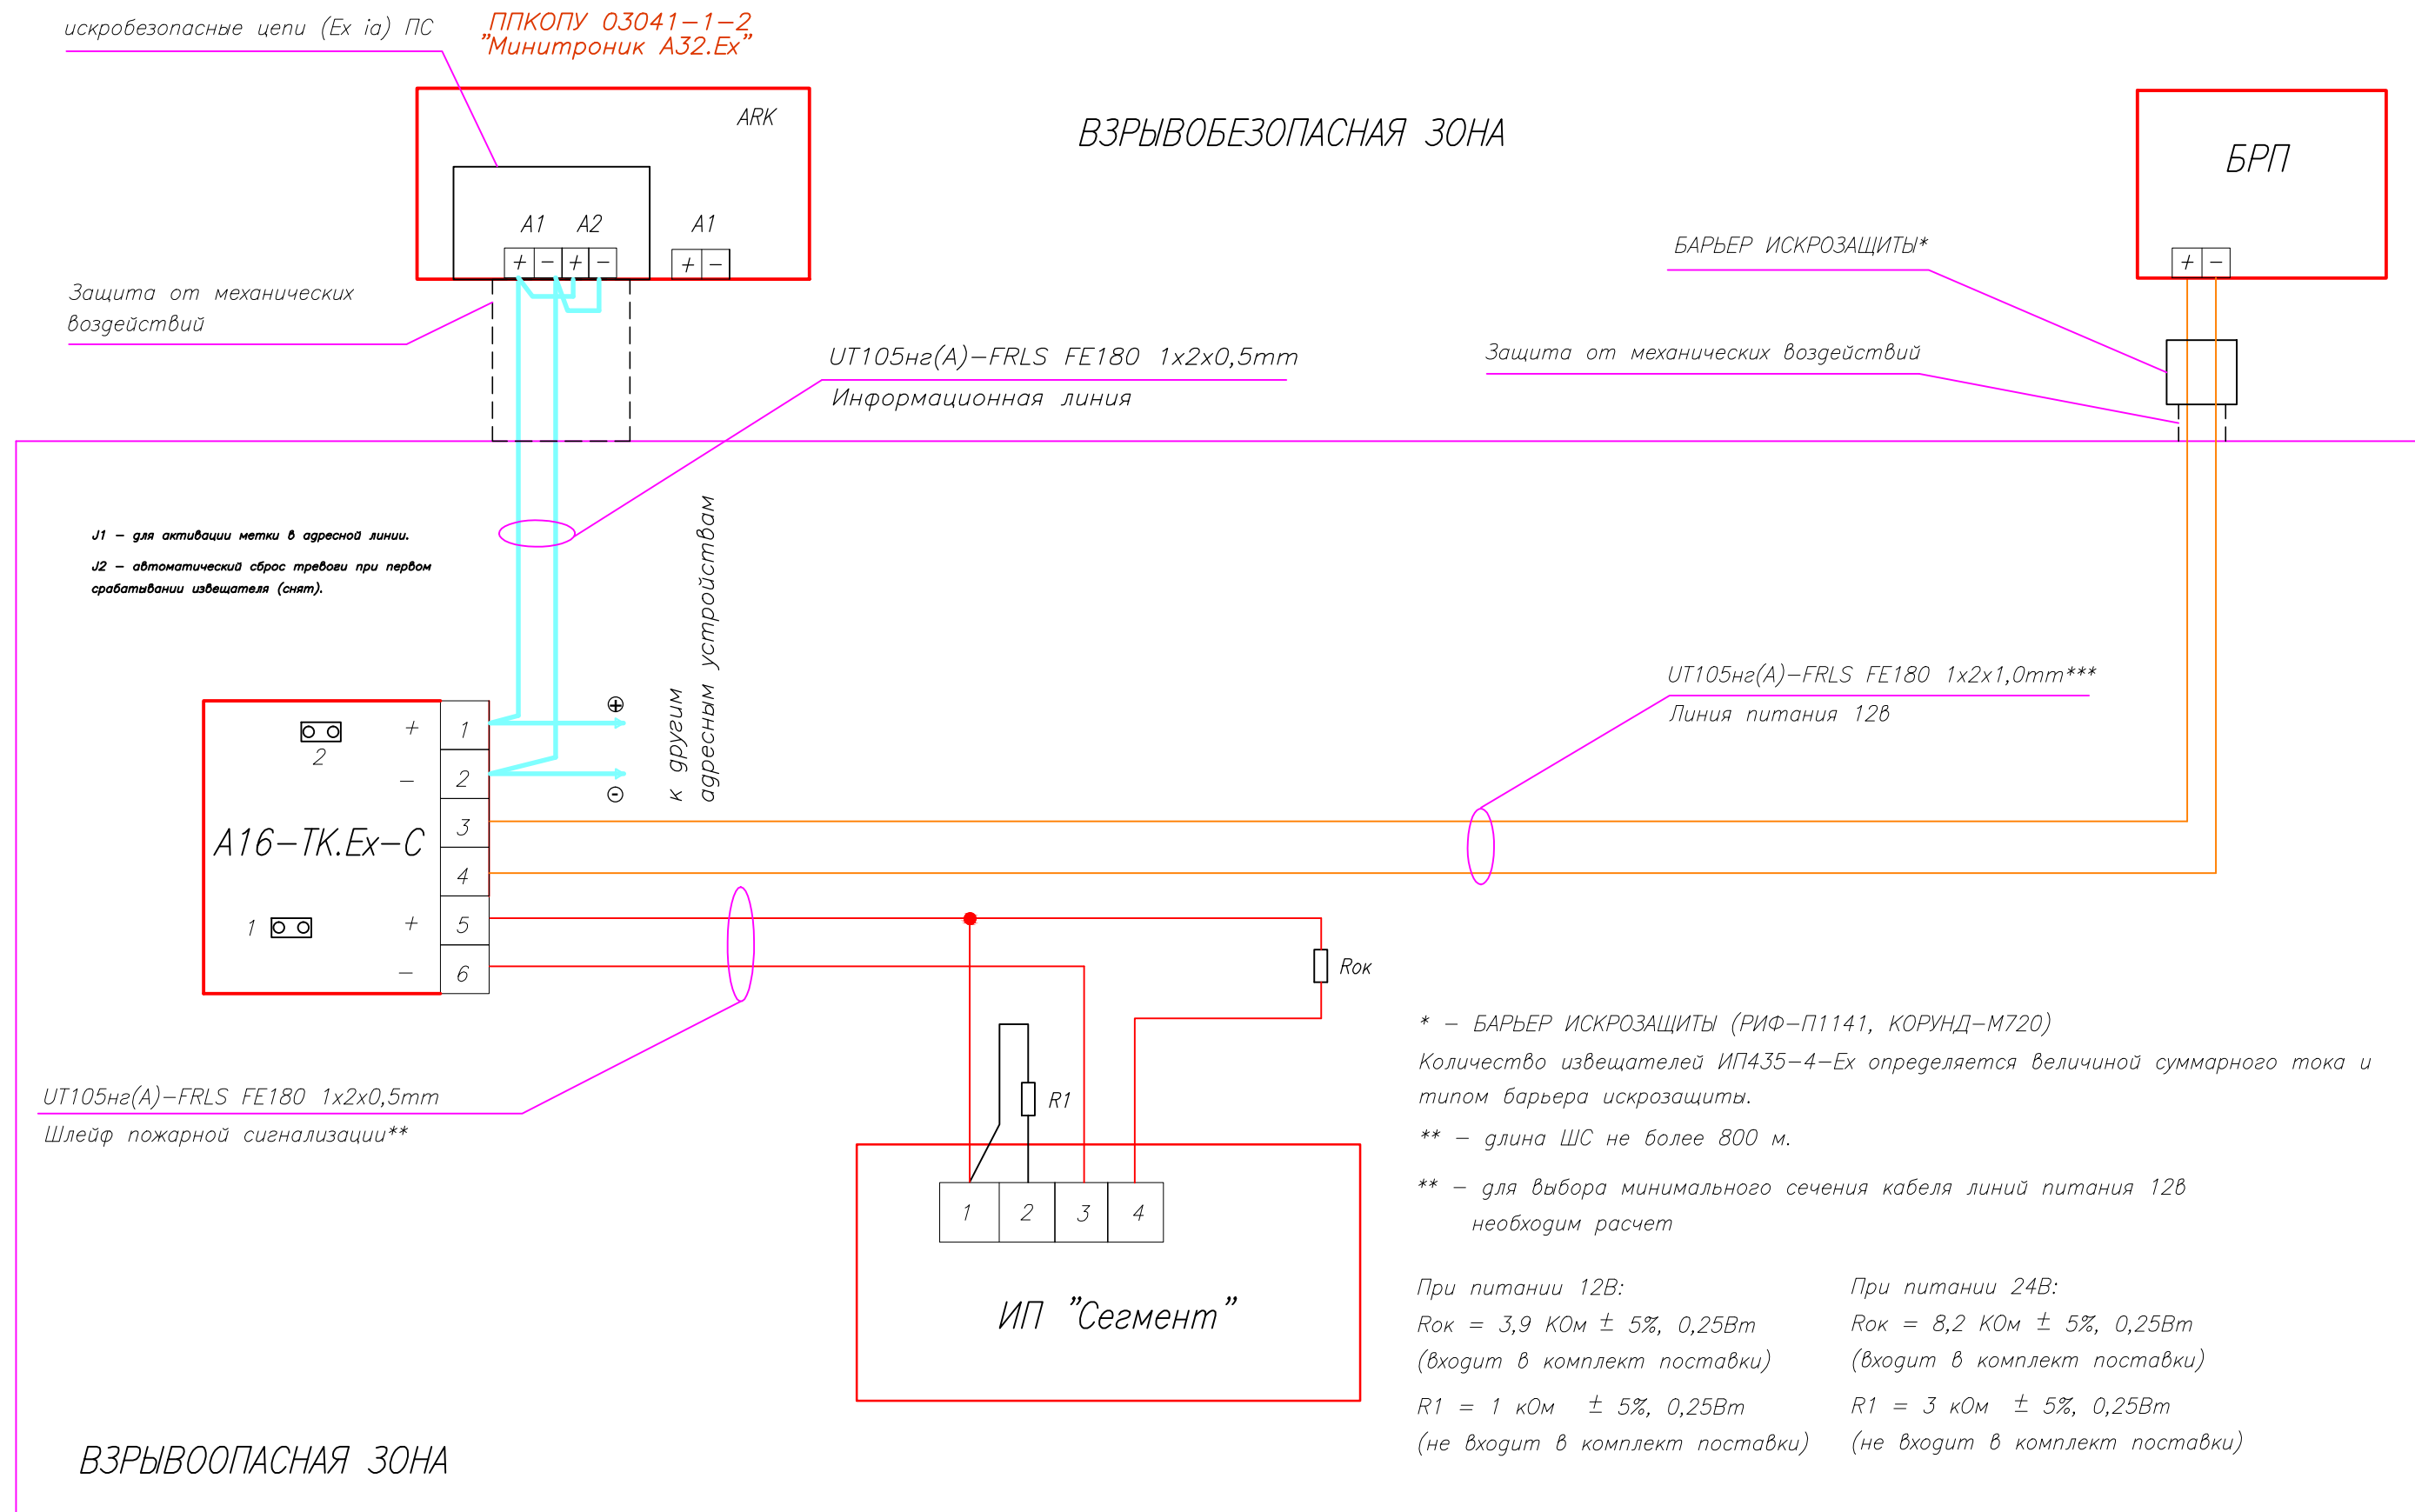 искробезопасные цепи (Ex ia) ПС
ППКОПУ 03041-1-2
"Минитроник А32.Ex"
ARK
A1 A2 A1
+ - + - + -
ВЗРЫВОБЕЗОПАСНАЯ ЗОНА
БРП
+ -
БАРЬЕР ИСКРОЗАЩИТЫ*
Защита от механических
воздействий
Защита от механических воздействий
UT105нг(А)-FRLS FE180 1x2x0,5mm
Информационная линия
J1 - для активации метки в адресной линии.
J2 - автоматический сброс тревоги при первом
срабатывании извещателя (снят).
к другим
адресным устройствам
+
-
UT105нг(А)-FRLS FE180 1x2x1,0mm***
Линия питания 12в
А16-ТК.Ex-С
2
1
+ 1
- 2
3
4
+ 5
- 6
Rок
R1
UT105нг(А)-FRLS FE180 1x2x0,5mm
Шлейф пожарной сигнализации**
1 2 3 4
ИП "Сегмент"
* - БАРЬЕР ИСКРОЗАЩИТЫ (РИФ-П1141, КОРУНД-М720)
Количество извещателей ИП435-4-Ex определяется величиной суммарного тока и
типом барьера искрозащиты.
** - длина ШС не более 800 м.
** - для выбора минимального сечения кабеля линий питания 12в
необходим расчет
При питании 12В:
Rок = 3,9 КОм ± 5%, 0,25Вт
(входит в комплект поставки)
R1 = 1 кОм ± 5%, 0,25Вт
(не входит в комплект поставки)
При питании 24В:
Rок = 8,2 КОм ± 5%, 0,25Вт
(входит в комплект поставки)
R1 = 3 кОм ± 5%, 0,25Вт
(не входит в комплект поставки)
ВЗРЫВООПАСНАЯ ЗОНА